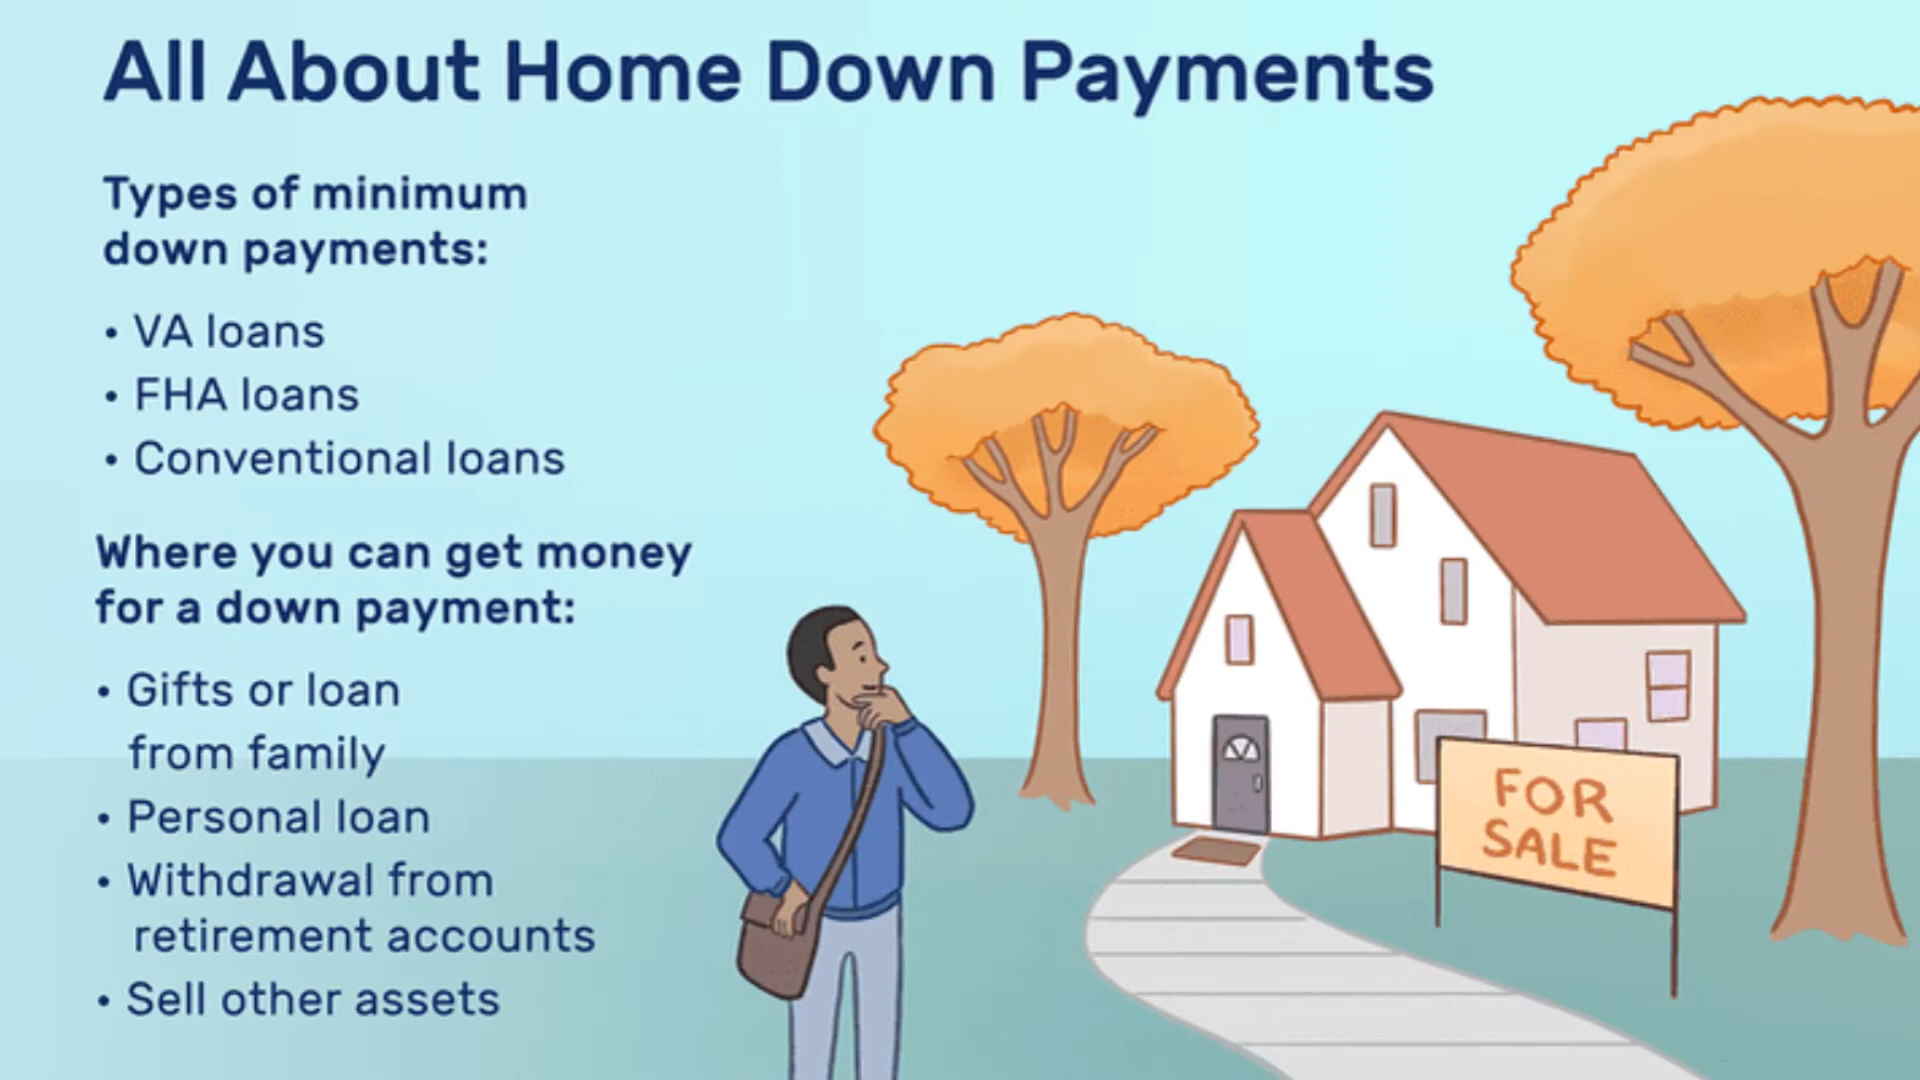 All About Home Down Payments
Types of minimum
down payments:
• VA loans
• FHA loans
• Conventional loans
Where you can get money
for a down payment:
• Gifts or loan
from family
• Personal loan
• Withdrawal from
retirement accounts
• Sell other assets
FOR
SALE